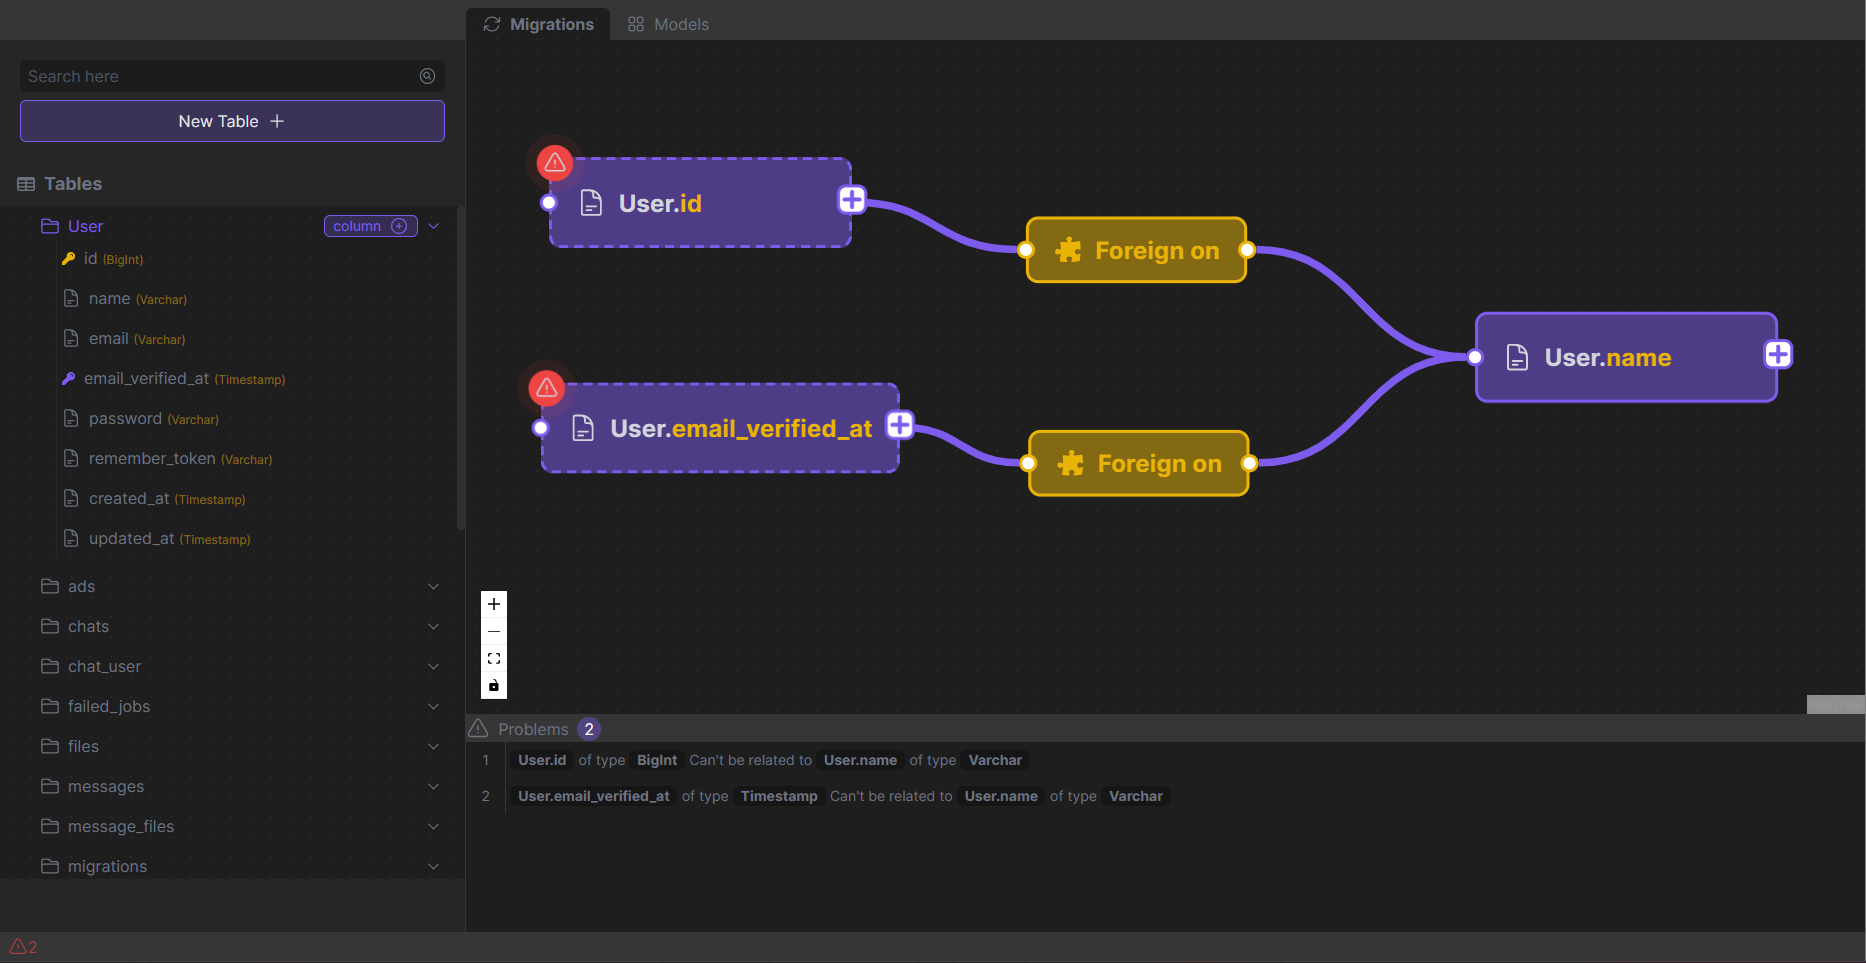 Migrations
Models
Search here
New Table
Tables
User
column
id (BigInt)
name (Varchar)
email (Varchar)
email_verified_at (Timestamp)
password (Varchar)
remember_token (Varchar)
created_at (Timestamp)
updated_at (Timestamp)
ads
chats
chat_user
failed_jobs
files
messages
message_files
migrations
User.id
Foreign on
User.name
User.email_verified_at
Foreign on
React Flow
Problems 2
1 User.id of type BigInt Can't be related to User.name of type Varchar
2 User.email_verified_at of type Timestamp Can't be related to User.name of type Varchar
2